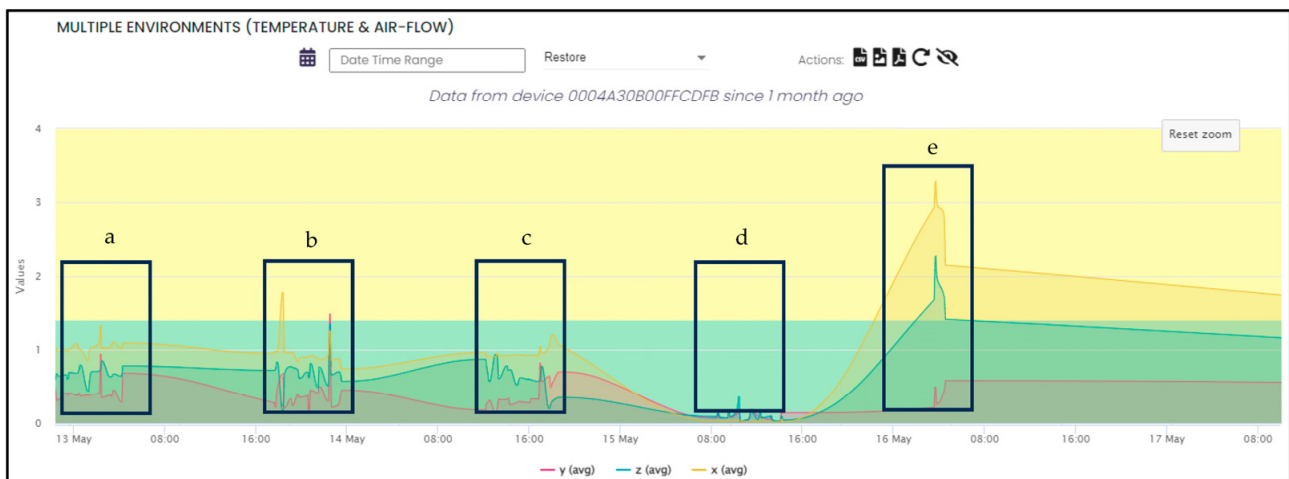 MULTIPLE ENVIRONMENTS (TEMPERATURE & AIR-FLOW)
Date Time Range
Restore
Actions:
CSV
Data from device 0004A30B00FFCDFB since 1 month ago
Reset zoom
4
3
2
1
0
Values
a
b
c
d
e
13 May
08:00
16:00
14 May
08:00
16:00
15 May
08:00
16:00
16 May
08:00
16:00
17 May
08:00
y (avg)
z (avg)
x (avg)